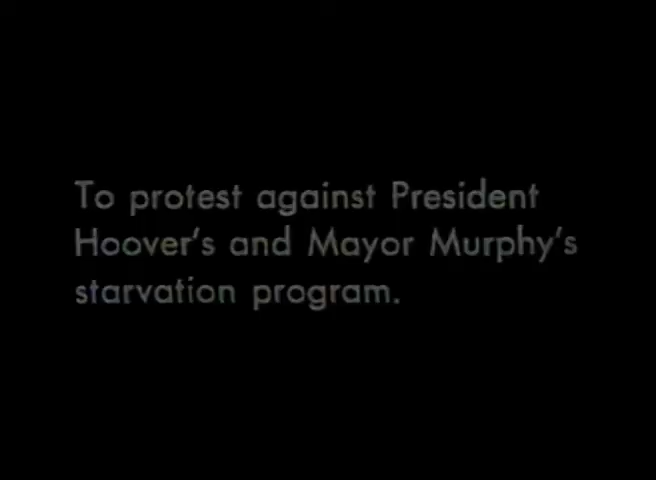 To protest against President
Hoover's and Mayor Murphy's
starvation program.